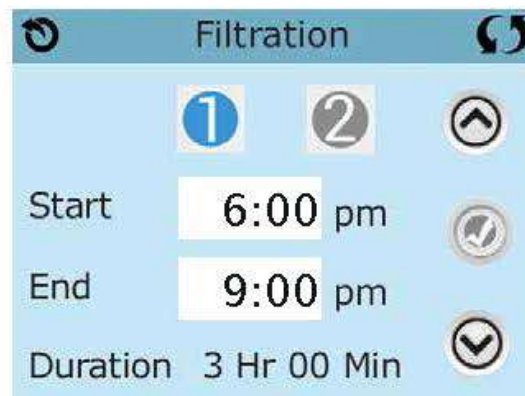 Filtration
1 2
Start 6:00 pm
End 9:00 pm
Duration 3 Hr 00 Min